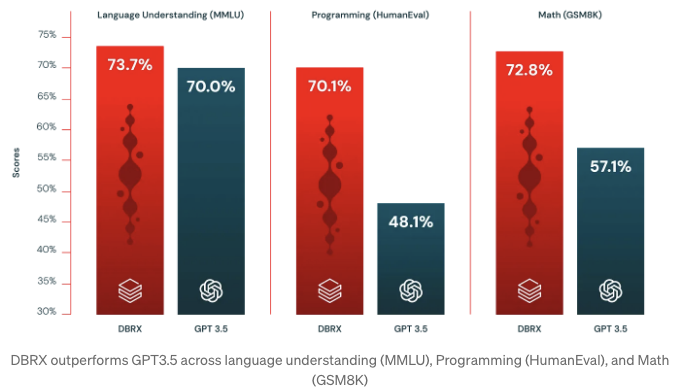 Language Understanding (MMLU)
Programming (HumanEval)
Math (GSM8K)
75%
70%
65%
60%
55%
50%
45%
40%
35%
30%
Scores
73.7%
70.0%
70.1%
48.1%
72.8%
57.1%
DBRX
GPT 3.5
DBRX
GPT 3.5
DBRX
GPT 3.5
DBRX outperforms GPT3.5 across language understanding (MMLU), Programming (HumanEval), and Math
(GSM8K)